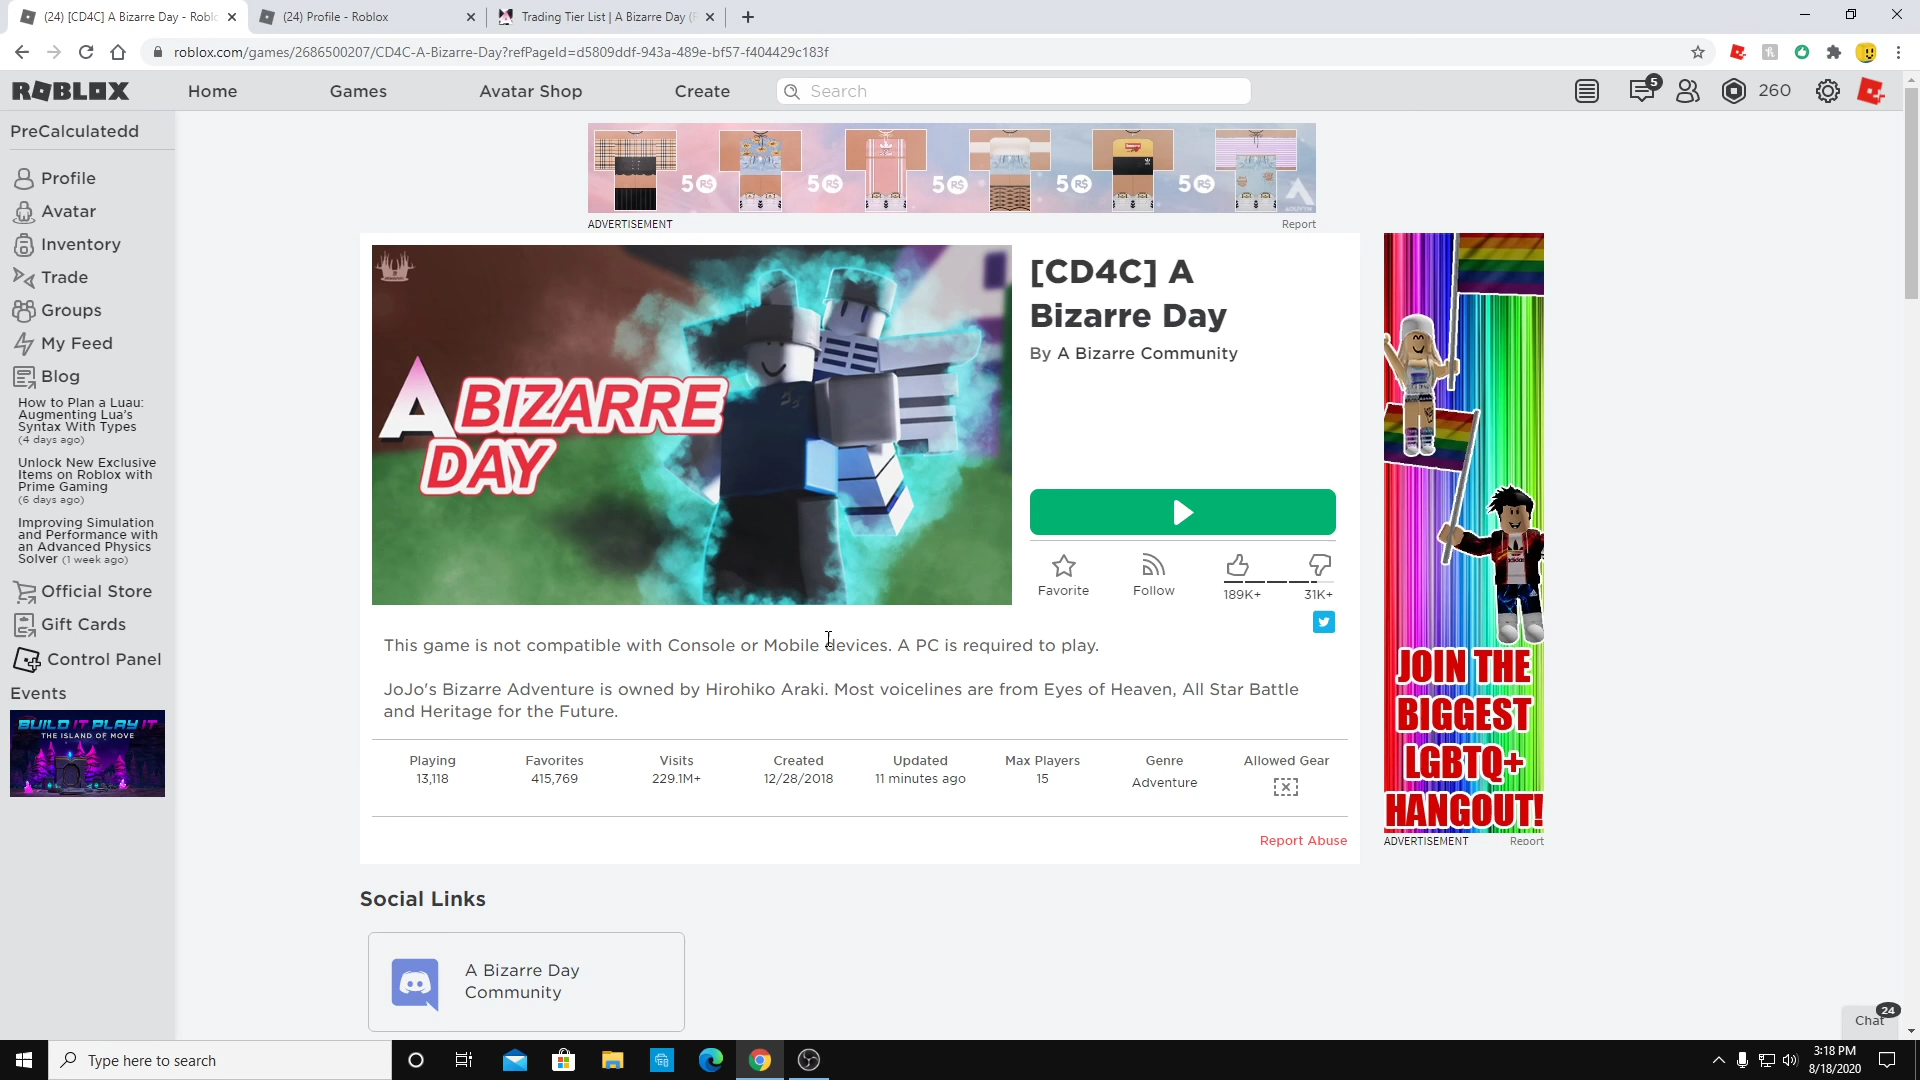 (24) [CD4C] A Bizarre Day - Roblo
(24) Profile - Roblox
Trading Tier List | A Bizarre Day (F
roblox.com/games/2686500207/CD4C-A-Bizarre-Day?refPageId=d5809ddf-943a-489e-bf57-f404429c183f
ROBLOX
Home
Games
Avatar Shop
Create
Search
5
260
PreCalculatedd
Profile
Avatar
Inventory
Trade
Groups
My Feed
Blog
How to Plan a Luau:
Augmenting Lua's
Syntax With Types
(4 days ago)
Unlock New Exclusive
Items on Roblox with
Prime Gaming
(6 days ago)
Improving Simulation
and Performance with
an Advanced Physics
Solver (1 week ago)
Official Store
Gift Cards
Control Panel
Events
BUILD IT PLAY IT
THE ISLAND OF MOVE
5 R$ 5 R$ 5 R$ 5 R$ 5 R$
ADVERTISEMENT
Report
A BIZARRE
DAY
[CD4C] A
Bizarre Day
By A Bizarre Community
Favorite
Follow
189K+
31K+
This game is not compatible with Console or Mobile devices. A PC is required to play.
JoJo's Bizarre Adventure is owned by Hirohiko Araki. Most voicelines are from Eyes of Heaven, All Star Battle
and Heritage for the Future.
Playing
13,118
Favorites
415,769
Visits
229.1M+
Created
12/28/2018
Updated
11 minutes ago
Max Players
15
Genre
Adventure
Allowed Gear
Report Abuse
JOIN THE
BIGGEST
LGBTQ+
HANGOUT!
ADVERTISEMENT
Report
Social Links
A Bizarre Day
Community
Chat
24
Type here to search
3:18 PM
8/18/2020